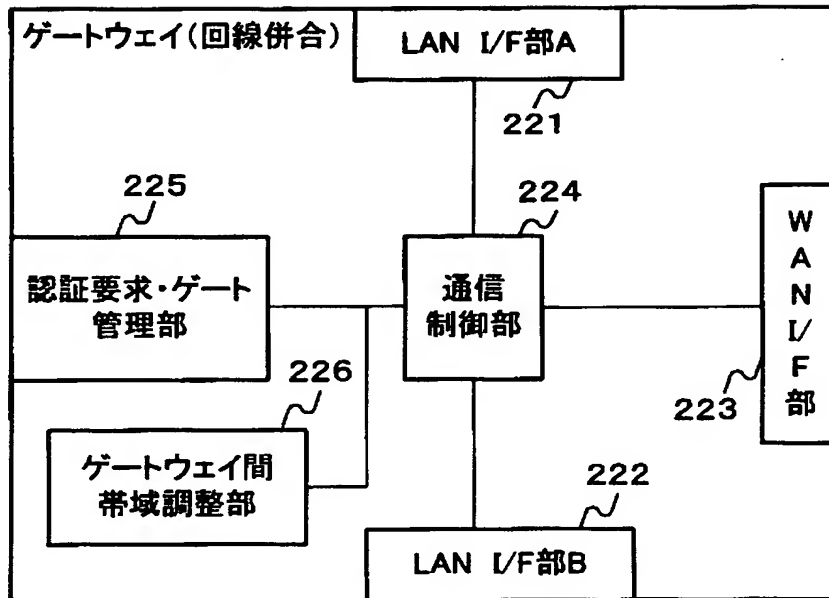 ゲートウェイ(回線併合)
LAN I/F部A
221
225
224
認証要求・ゲート
管理部
通信
制御部
WAN I/F部
223
226
ゲートウェイ間
帯域調整部
222
LAN I/F部B